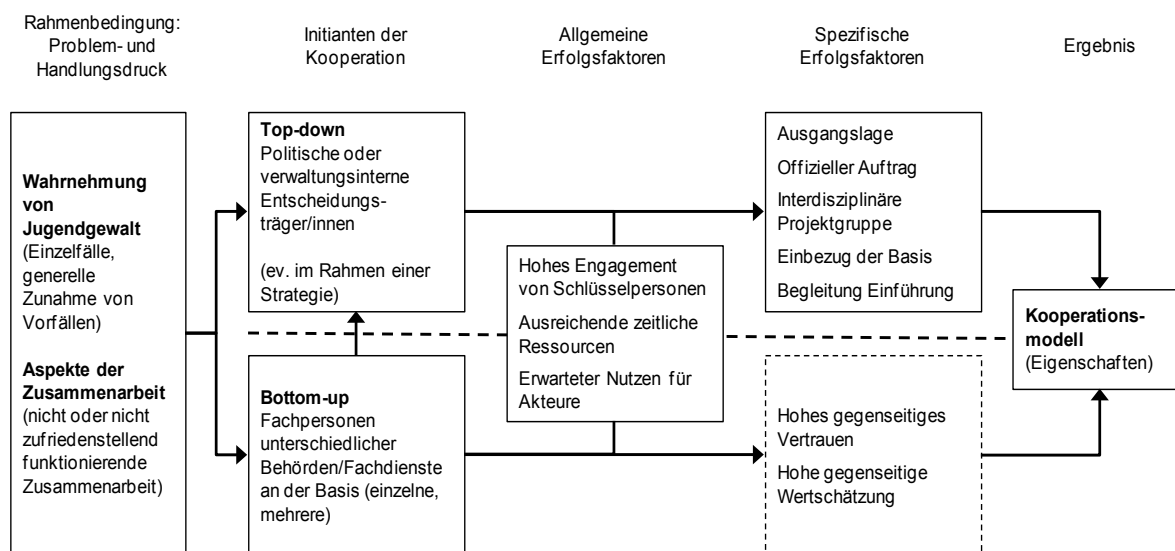 Rahmenbedingung:
Problem- und
Handlungsdruck
Initianten der
Kooperation
Allgemeine
Erfolgsfaktoren
Spezifische
Erfolgsfaktoren
Ergebnis
Wahrnehmung
von
Jugendgewalt
(Einzelfälle,
generelle
Zunahme von
Vorfällen)
Aspekte der
Zusammenarbeit
(nicht oder nicht
zufriedenstellend
funktionierende
Zusammenarbeit)
Top-down
Politische oder
verwaltungsinterne
Entscheidungs-
träger/innen
(ev. im Rahmen einer
Strategie)
Bottom-up
Fachpersonen
unterschiedlicher
Behörden/Fachdienste
an der Basis (einzelne,
mehrere)
Hohes Engagement
von Schlüsselpersonen
Ausreichende zeitliche
Ressourcen
Erwarteter Nutzen für
Akteure
Ausgangslage
Offizieller Auftrag
Interdisziplinäre
Projektgruppe
Einbezug der Basis
Begleitung Einführung
Hohes gegenseitiges
Vertrauen
Hohe gegenseitige
Wertschätzung
Kooperations-
modell
(Eigenschaften)